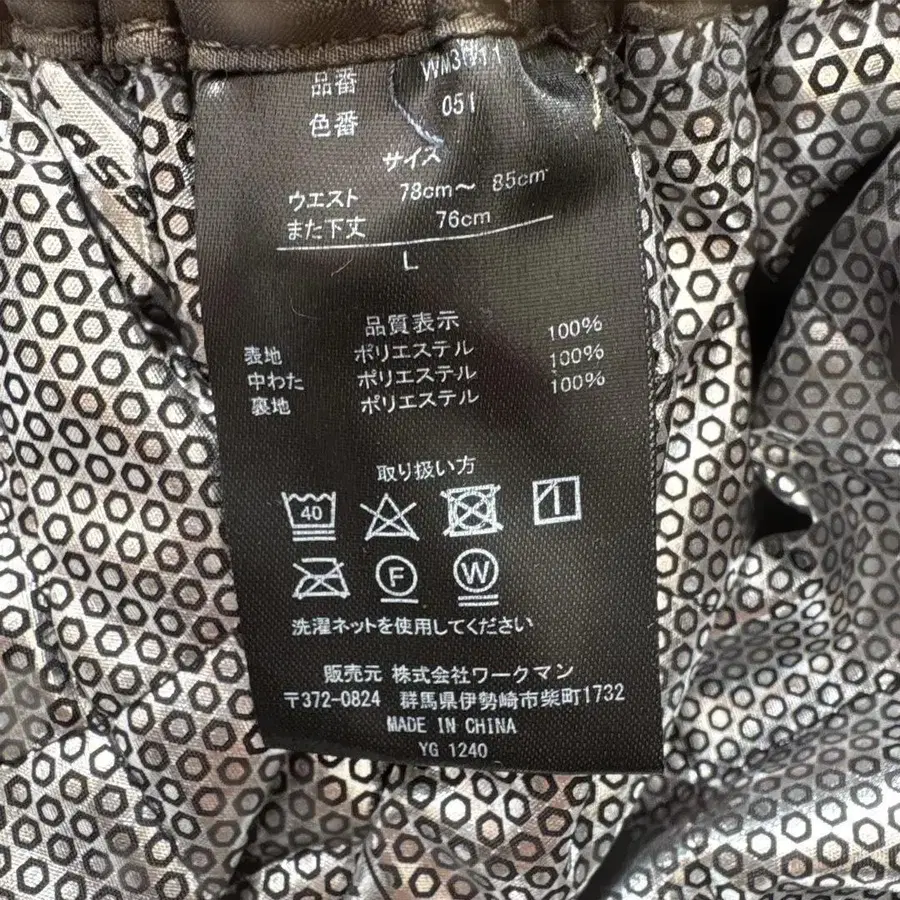 品番
色番 051
サイズ
ウエスト 78cm～ 85cm
また下丈 76cm
L
品質表示
表地 ポリエステル 100%
中わた ポリエステル 100%
裏地 ポリエステル 100%
取り扱い方
40
F W
洗濯ネットを使用してください
販売元 株式会社ワークマン
〒372-0824 群馬県伊勢崎市柴町1732
MADE IN CHINA
YG 1240